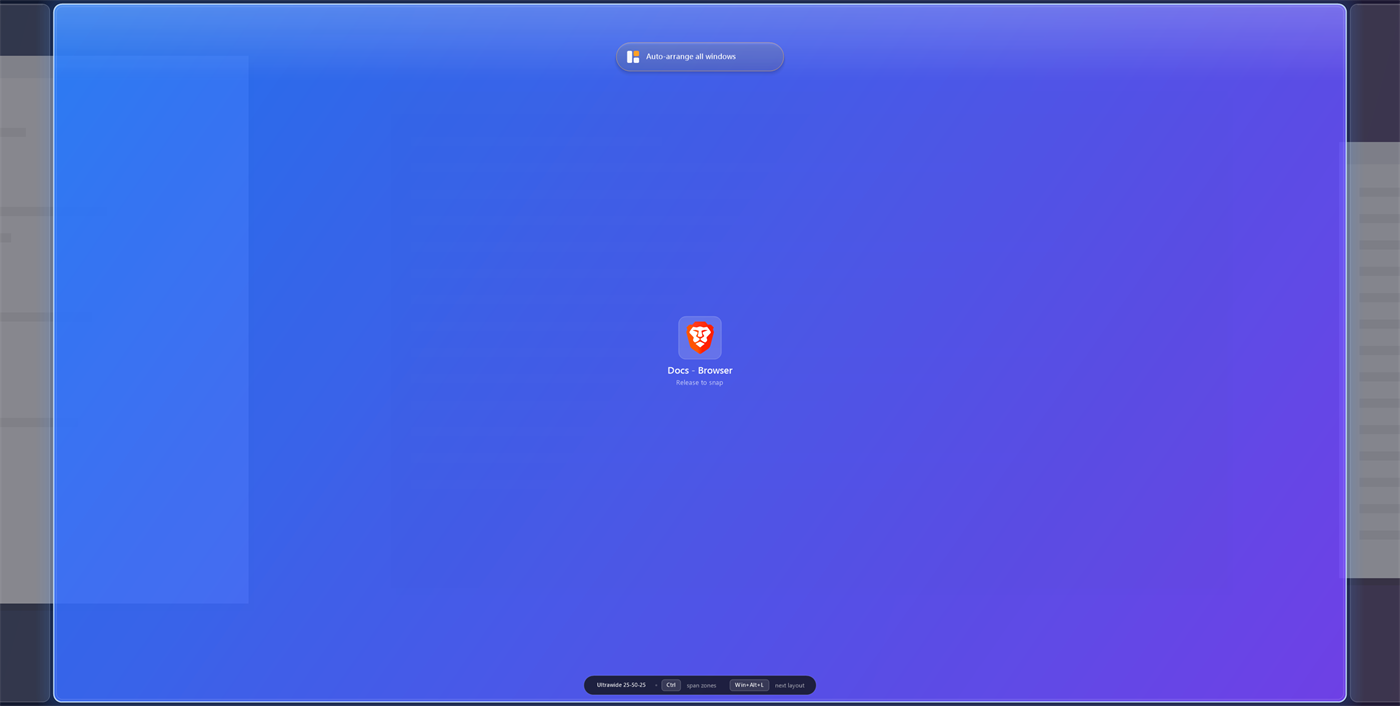 Auto-arrange all windows
Docs - Browser
Release to snap
Ultrawide 25-50-25 · Ctrl span zones Win+Alt+L next layout